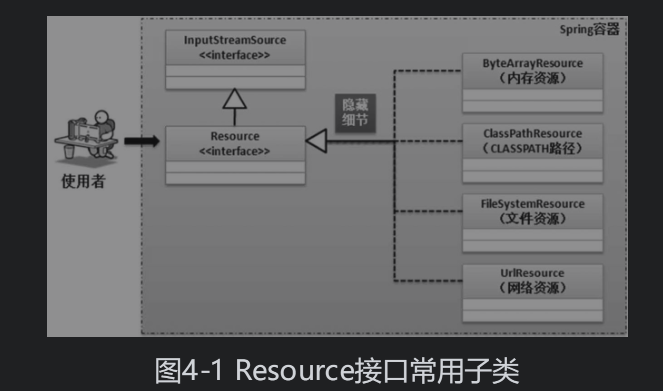 Spring容器
InputStreamSource
<<interface>>
ByteArrayResource
（内存资源）
隐藏
细节
Resource
<<interface>>
ClassPathResource
（CLASSPATH路径）
使用者
FileSystemResource
（文件资源）
UrlResource
（网络资源）
图4-1 Resource接口常用子类